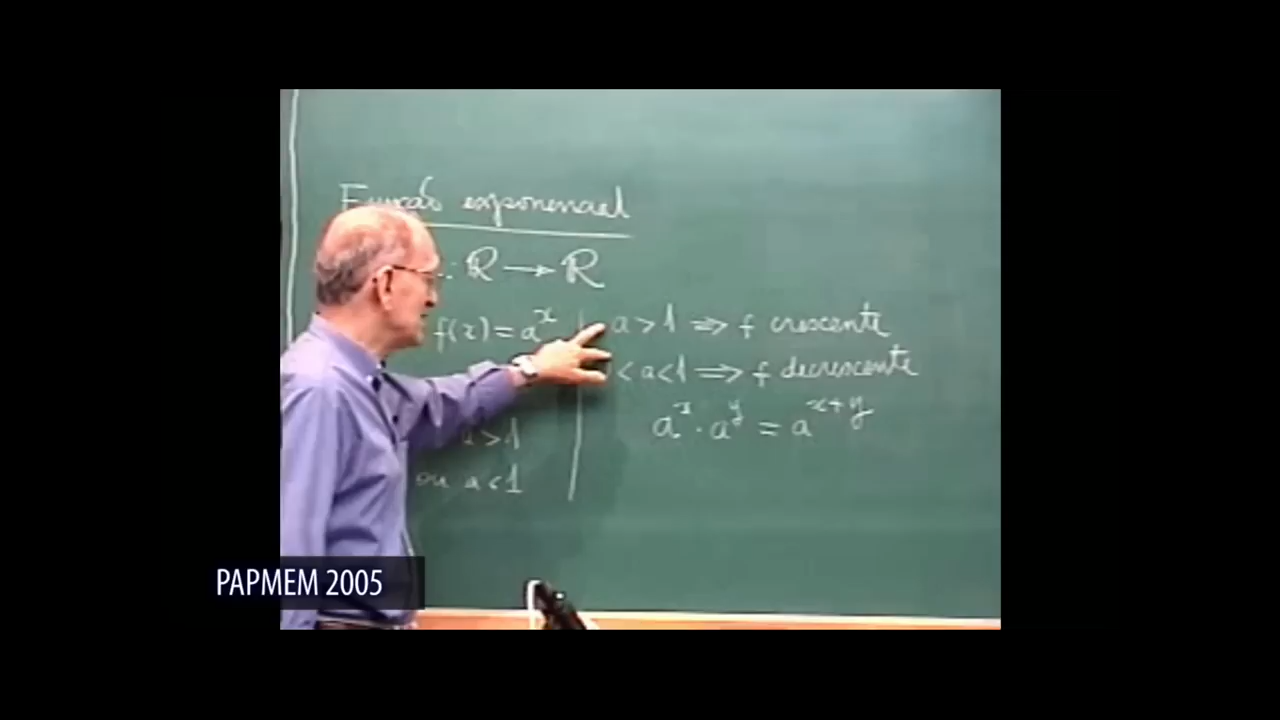 Função exponencial
: R → R
f(x) = a^x
a > 1 ⇒ f crescente
< a < 1 ⇒ f decrescente
a^x · a^y = a^{x+y}
a > 1
ou a < 1
PAPMEM 2005